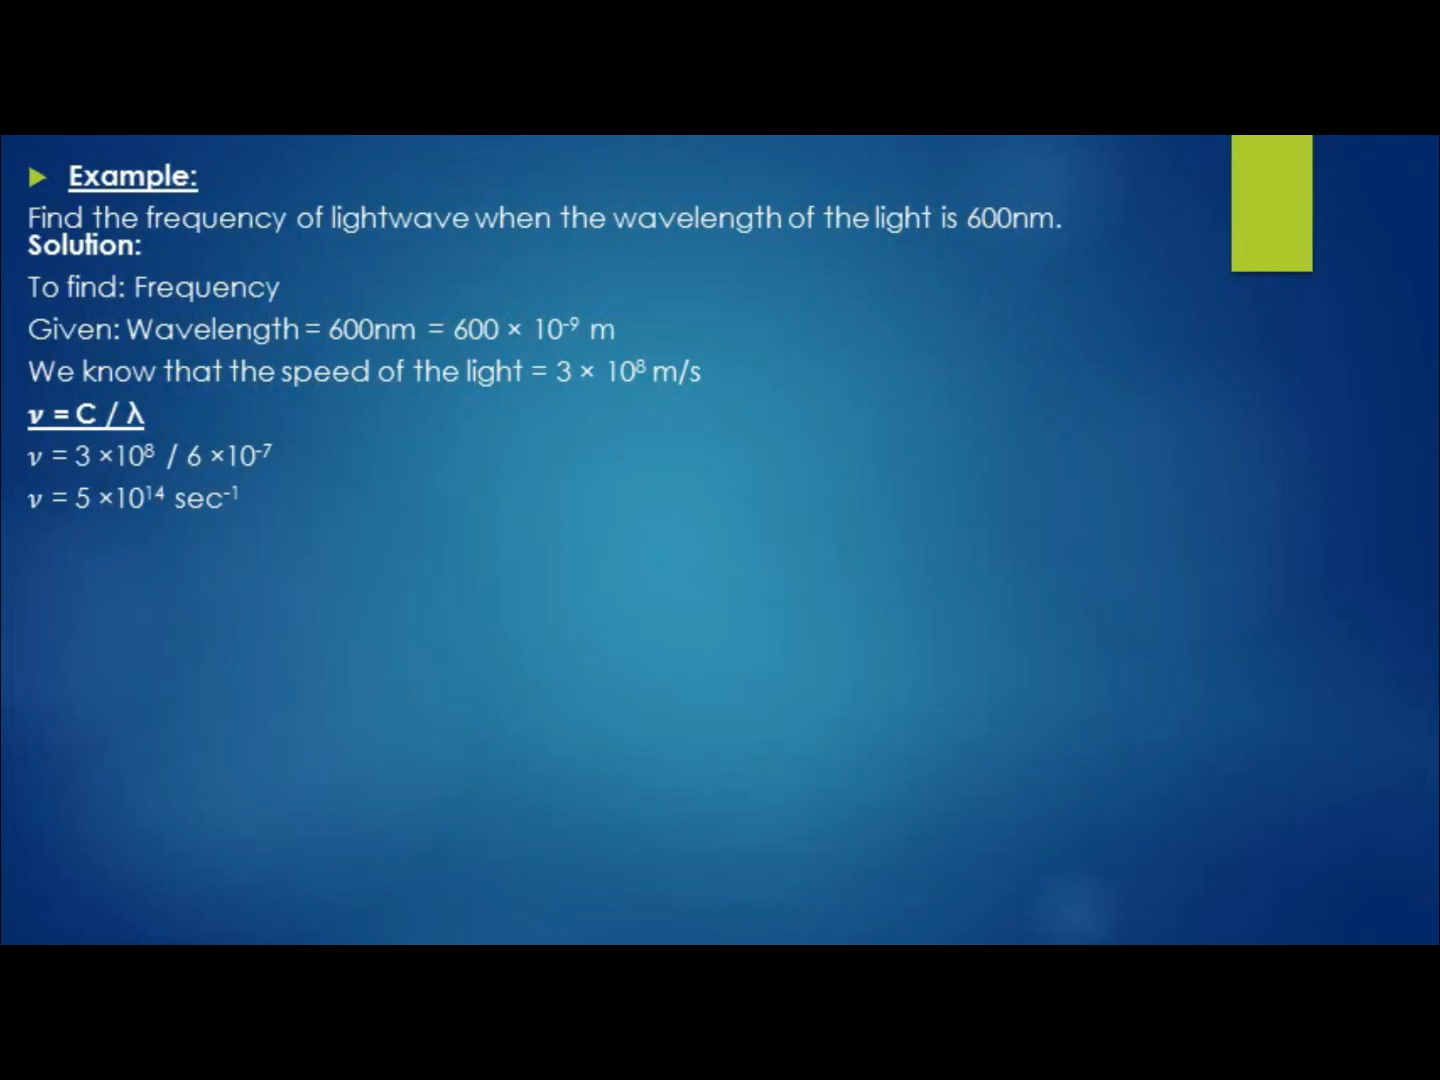 Example:
Find the frequency of lightwave when the wavelength of the light is 600nm.
Solution:
To find: Frequency
Given: Wavelength = 600nm = 600 × 10⁻⁹ m
We know that the speed of the light = 3 × 10⁸ m/s
ν = C / λ
ν = 3 ×10⁸ / 6 ×10⁻⁷
ν = 5 ×10¹⁴ sec⁻¹